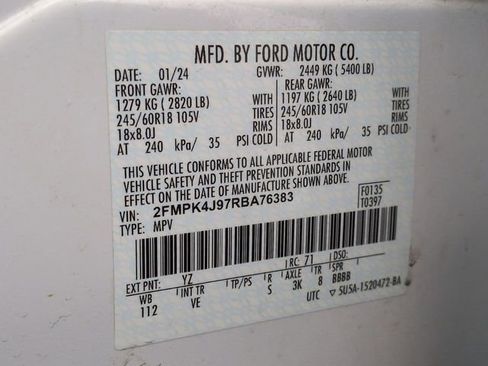 MFD. BY FORD MOTOR CO.
DATE: 01/24 GVWR: 2449 KG ( 5400 LB)
FRONT GAWR: REAR GAWR:
1279 KG ( 2820 LB) WITH 1197 KG ( 2640 LB) WITH
245/60R18 105V TIRES 245/60R18 105V TIRES
18x8.0J RIMS 18x8.0J RIMS
AT 240 kPa/ 35 PSI COLD AT 240 kPa/ 35 PSI COLD
THIS VEHICLE CONFORMS TO ALL APPLICABLE FEDERAL MOTOR
VEHICLE SAFETY AND THEFT PREVENTION STANDARDS IN
EFFECT ON THE DATE OF MANUFACTURE SHOWN ABOVE.
VIN: 2FMPK4J97RBA76383 F0135
TYPE: MPV T0397
EXT PNT: YZ RC: 71 DSO:
WB INT TR TP/PS R AXLE TR SPR
112 VE S 3K 8 BBBB
UTC 5U5A-1520472-BA